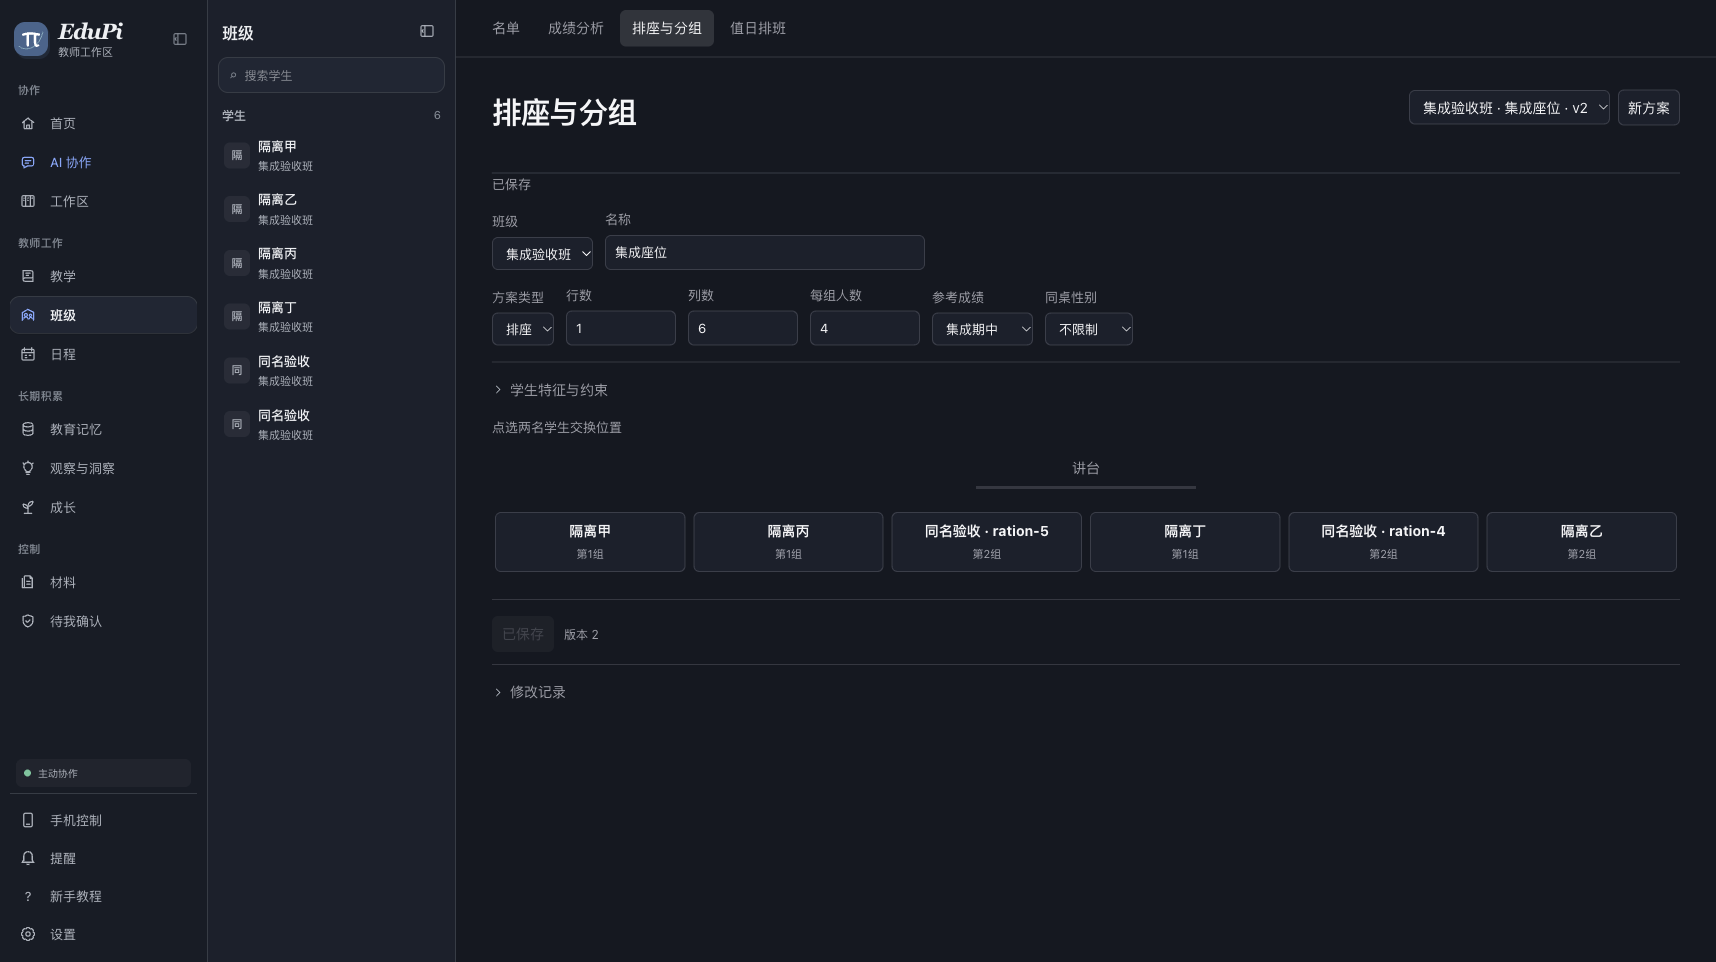 EduPi
教师工作区
协作
首页
AI 协作
工作区
教师工作
教学
班级
日程
长期积累
教育记忆
观察与洞察
成长
控制
材料
待我确认
主动协作
手机控制
提醒
? 新手教程
设置
班级
搜索学生
学生 6
隔 隔离甲
集成验收班
隔 隔离乙
集成验收班
隔 隔离丙
集成验收班
隔 隔离丁
集成验收班
同 同名验收
集成验收班
同 同名验收
集成验收班
名单 成绩分析 排座与分组 值日排班
排座与分组
集成验收班 · 集成座位 · v2 新方案
已保存
班级 名称
集成验收班 集成座位
方案类型 行数 列数 每组人数 参考成绩 同桌性别
排座 1 6 4 集成期中 不限制
学生特征与约束
点选两名学生交换位置
讲台
隔离甲 隔离丙 同名验收 · ration-5 隔离丁 同名验收 · ration-4 隔离乙
第1组 第1组 第2组 第1组 第2组 第2组
已保存 版本 2
修改记录